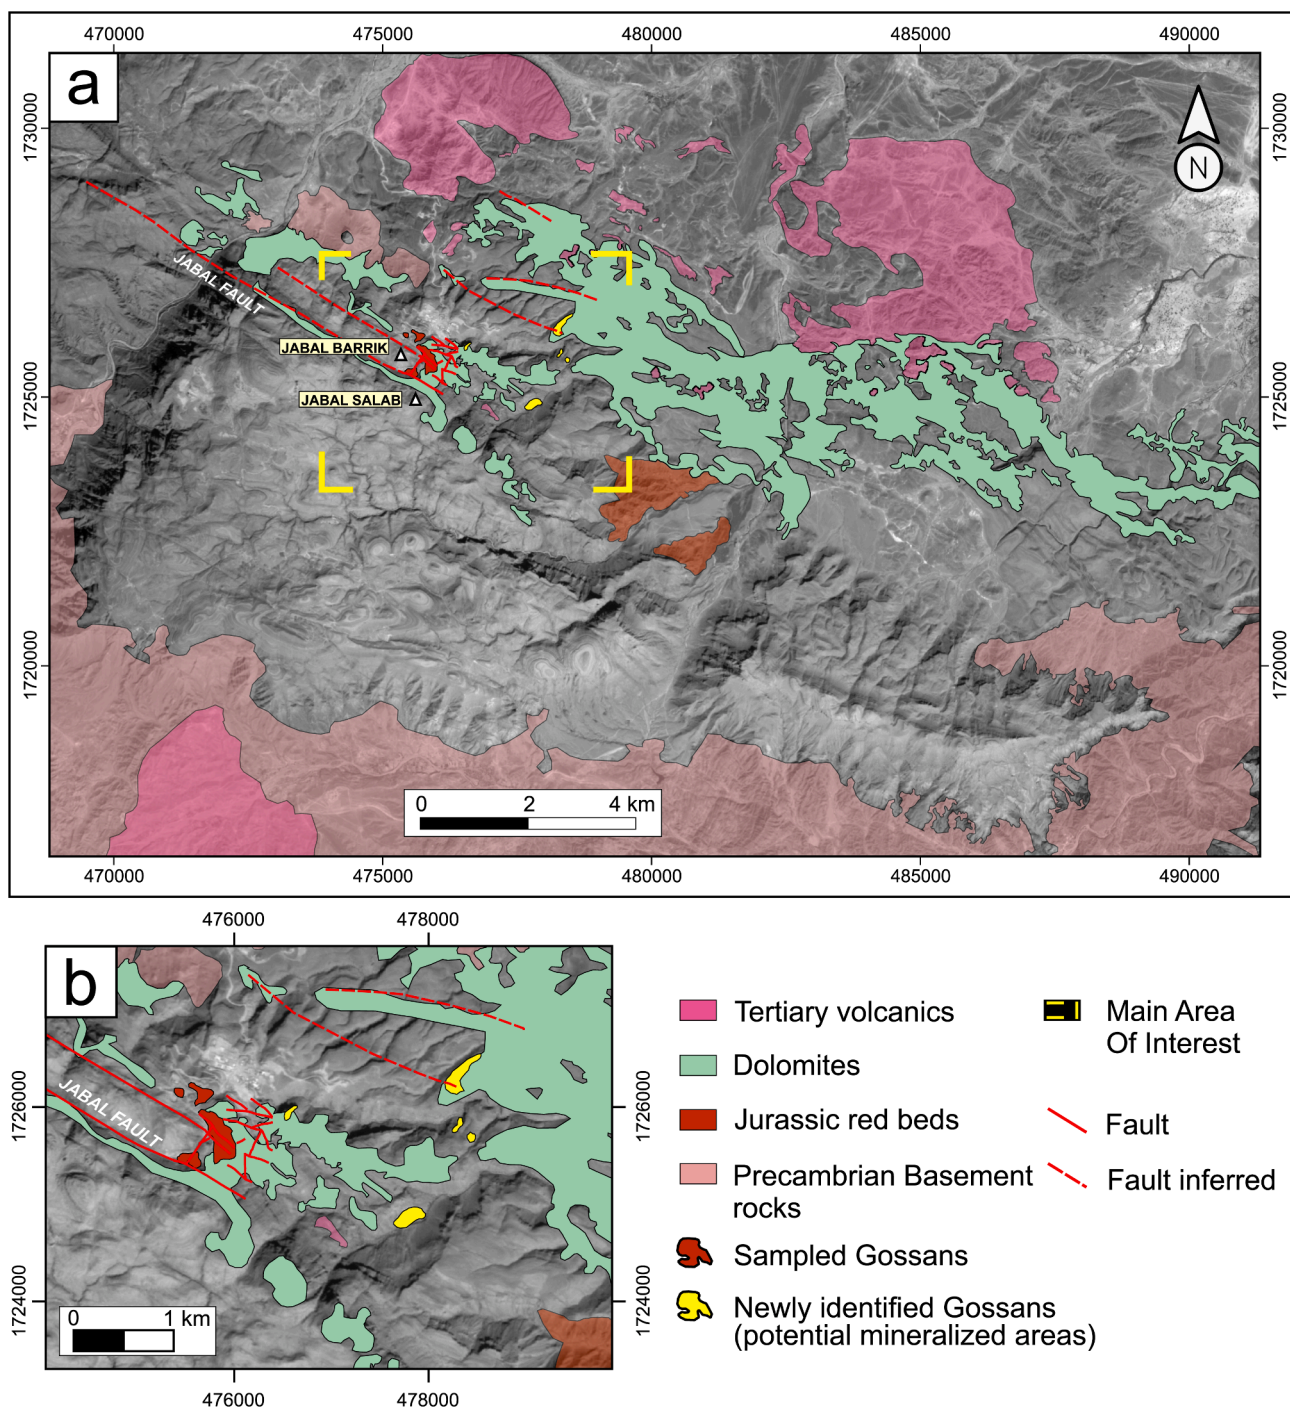 470000 475000 480000 485000 490000
a
N
1730000 1730000
JABAL FAULT
JABAL BARRIK
JABAL SALAB
1725000 1725000
1720000 1720000
0 2 4 km
470000 475000 480000 485000 490000
476000 478000
b
JABAL FAULT
1726000 1726000
1724000 1724000
0 1 km
476000 478000
Tertiary volcanics
Dolomites
Jurassic red beds
Precambrian Basement
rocks
Sampled Gossans
Newly identified Gossans
(potential mineralized areas)
Main Area
Of Interest
Fault
Fault inferred